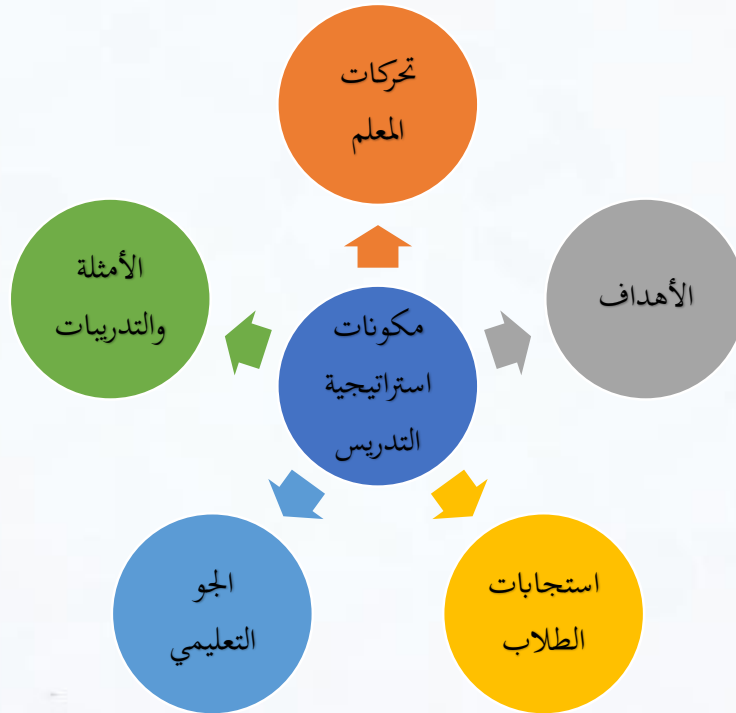 تحركات
المعلم
الأهداف
الأمثلة
والتدريبات
مكونات
استراتيجية
التدريس
استجابات
الطلاب
الجو
التعليمي